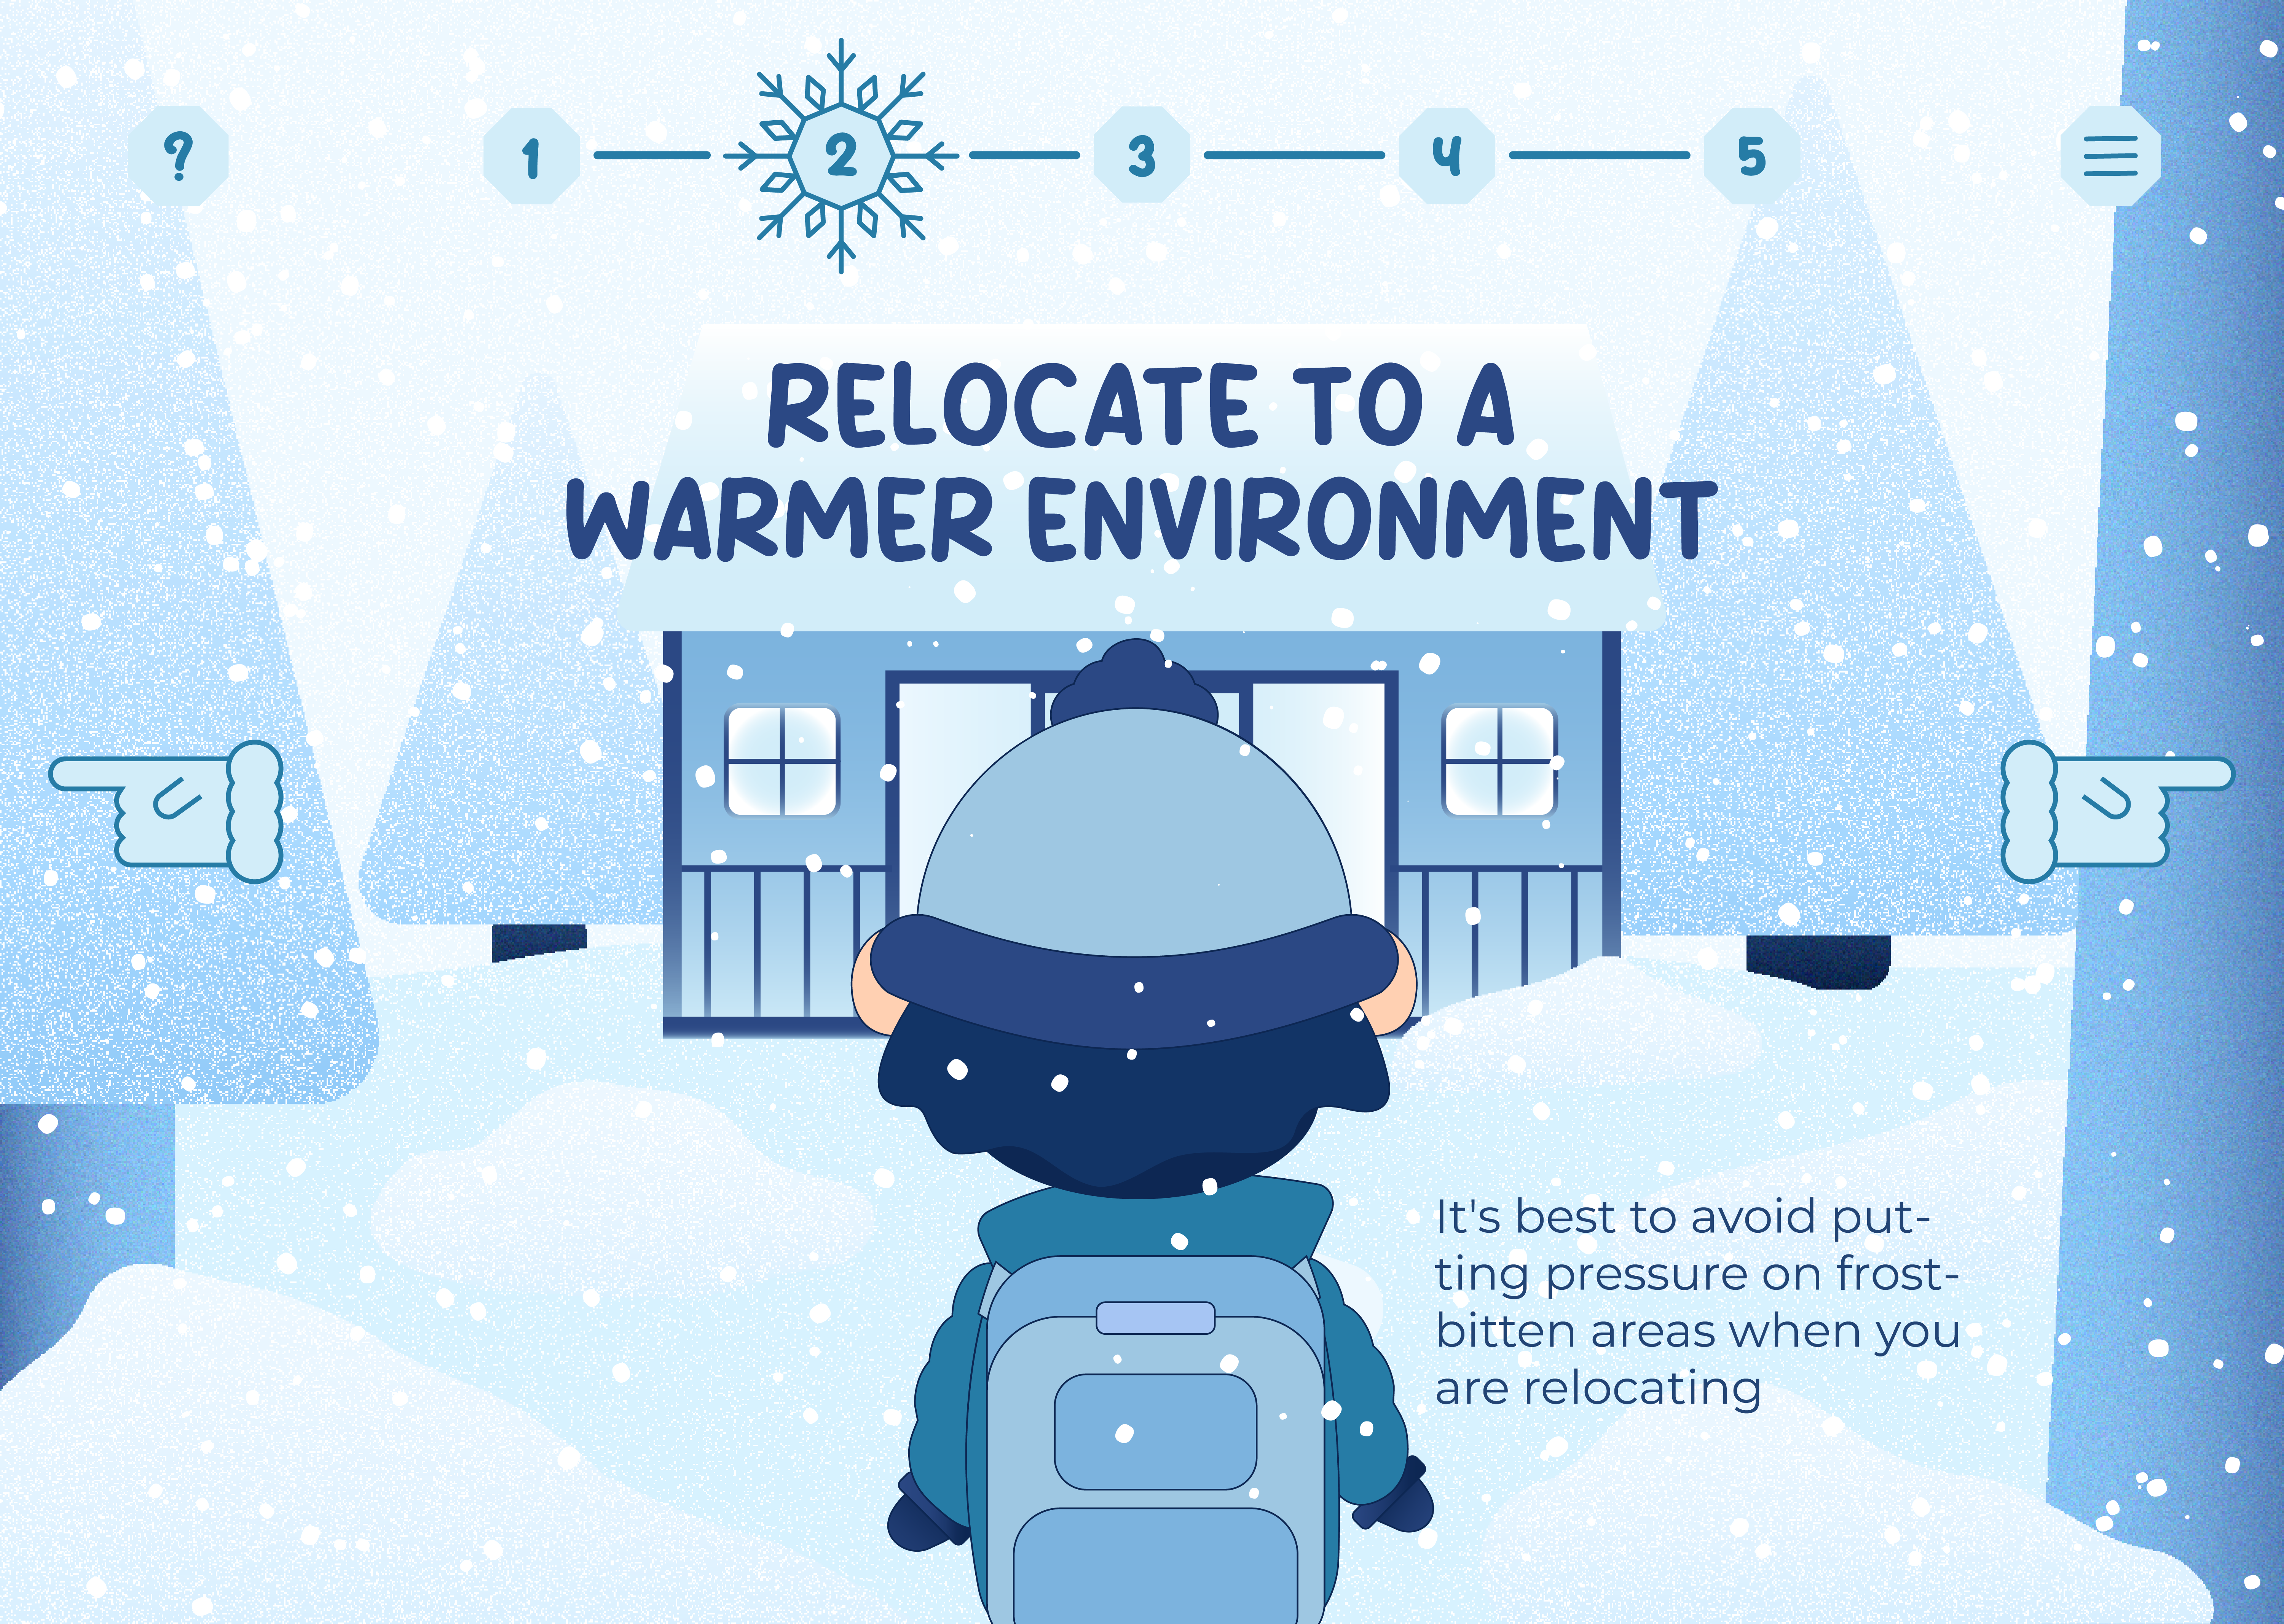 ?
1
2
3
4
5
RELOCATE TO A
WARMER ENVIRONMENT
It's best to avoid put-
ting pressure on frost-
bitten areas when you
are relocating